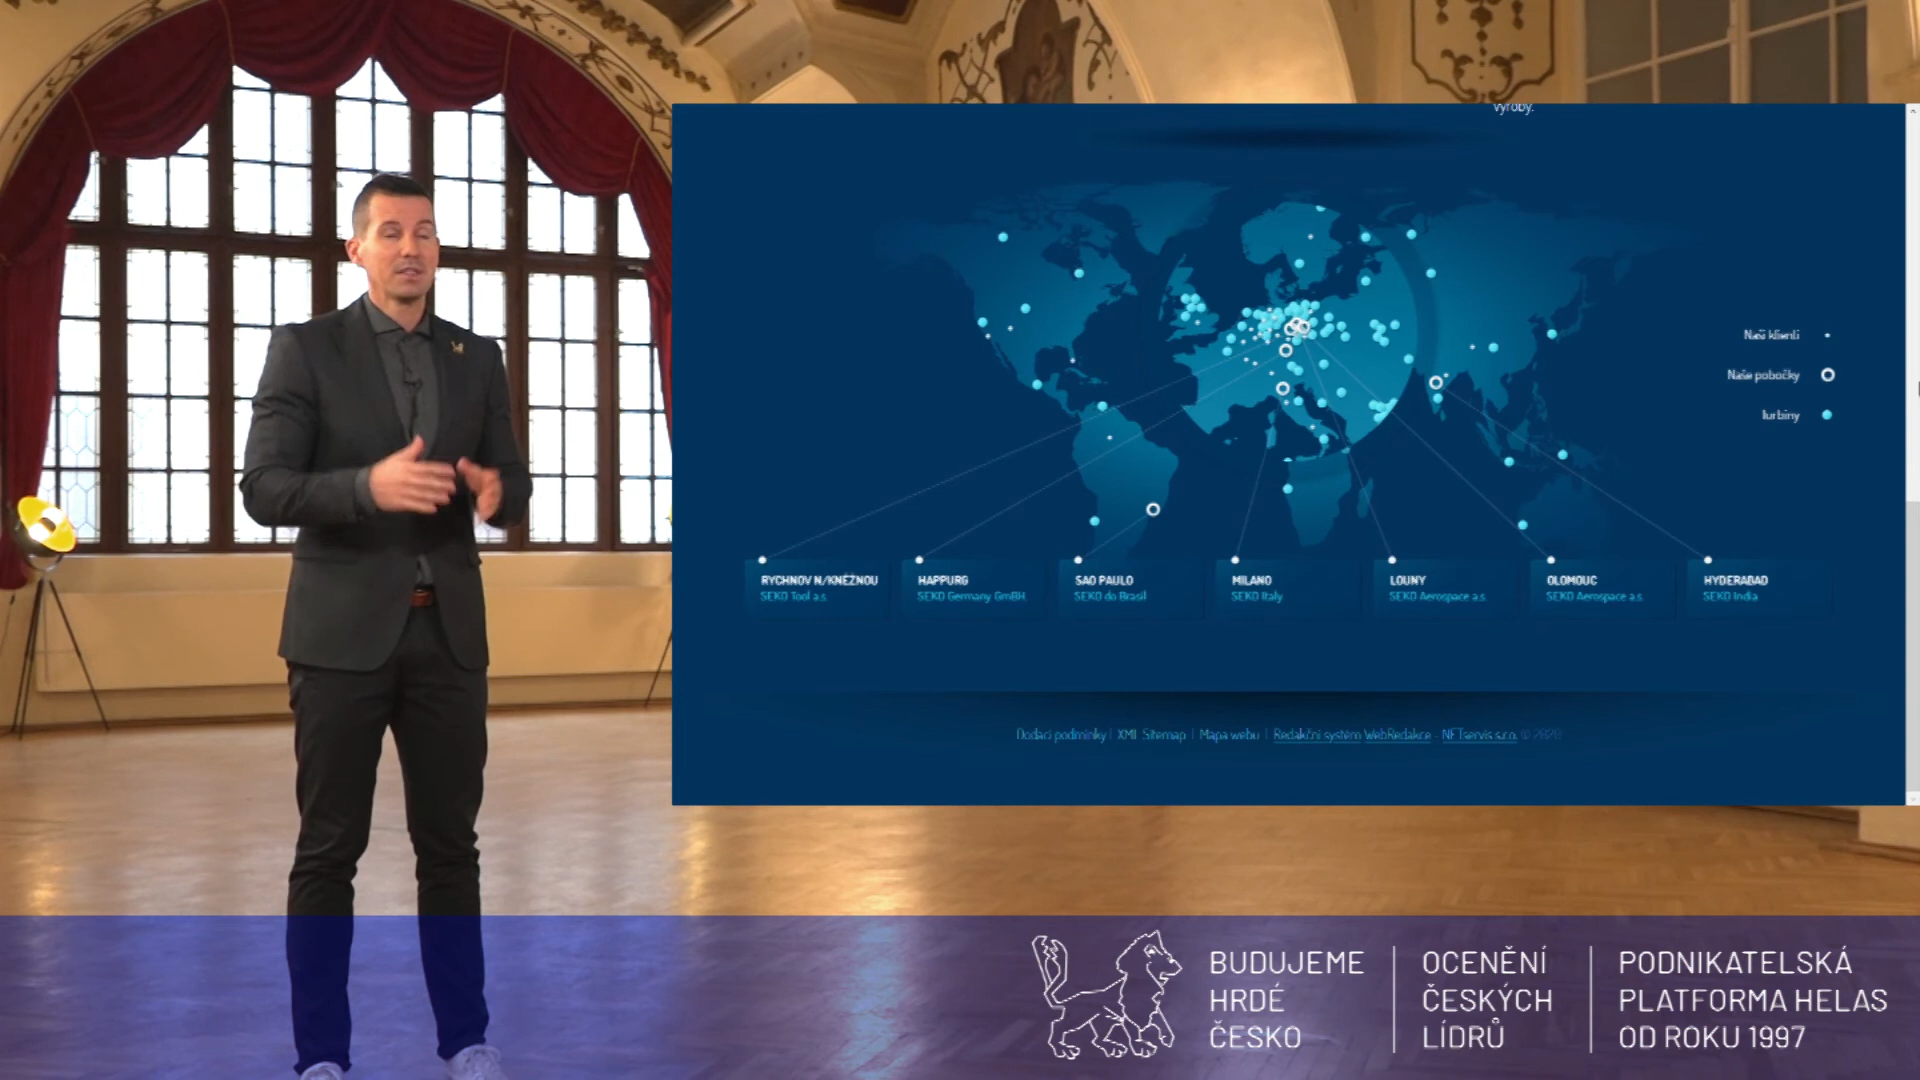 výroby.
Naši klienti
Naše pobočky
Turbíny
RYCHNOV N/KNĚŽNOU
SEKO Tool a.s.
HAPPURG
SEKO Germany GmBH
SAO PAULO
SEKO do Brasil
MILANO
SEKO Italy
LOUNY
SEKO Aerospace a.s.
OLOMOUC
SEKO Aerospace a.s.
HYDERABAD
SEKO India
Dodací podmínky | XML Sitemap | Mapa webu | Redakční systém WebRedakce - NETservis s.r.o. © 2020
BUDUJEME
HRDÉ
ČESKO
OCENĚNÍ
ČESKÝCH
LÍDRŮ
PODNIKATELSKÁ
PLATFORMA HELAS
OD ROKU 1997